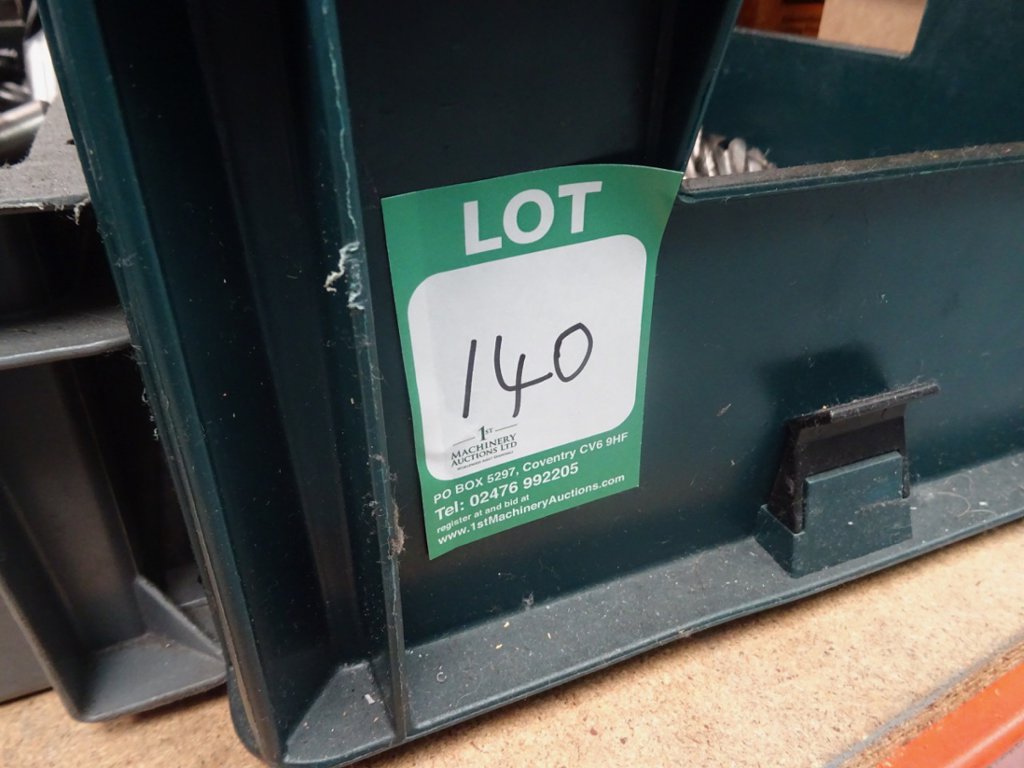 LOT
140
1ST
MACHINERY
AUCTIONS LTD
PO BOX 5297, Coventry CV6 9HF
Tel: 02476 992205
register at and bid at
www.1stMachineryAuctions.com